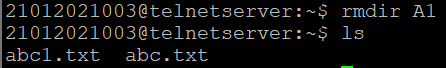 21012021003@telnetserver:~$ rmdir A1
21012021003@telnetserver:~$ ls
abc1.txt  abc.txt